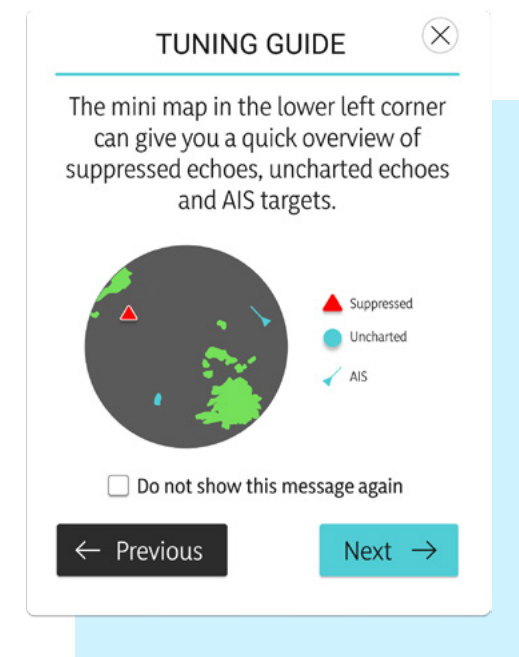 TUNING GUIDE
The mini map in the lower left corner
can give you a quick overview of
suppressed echoes, uncharted echoes
and AIS targets.
Suppressed
Uncharted
AIS
Do not show this message again
← Previous
Next →